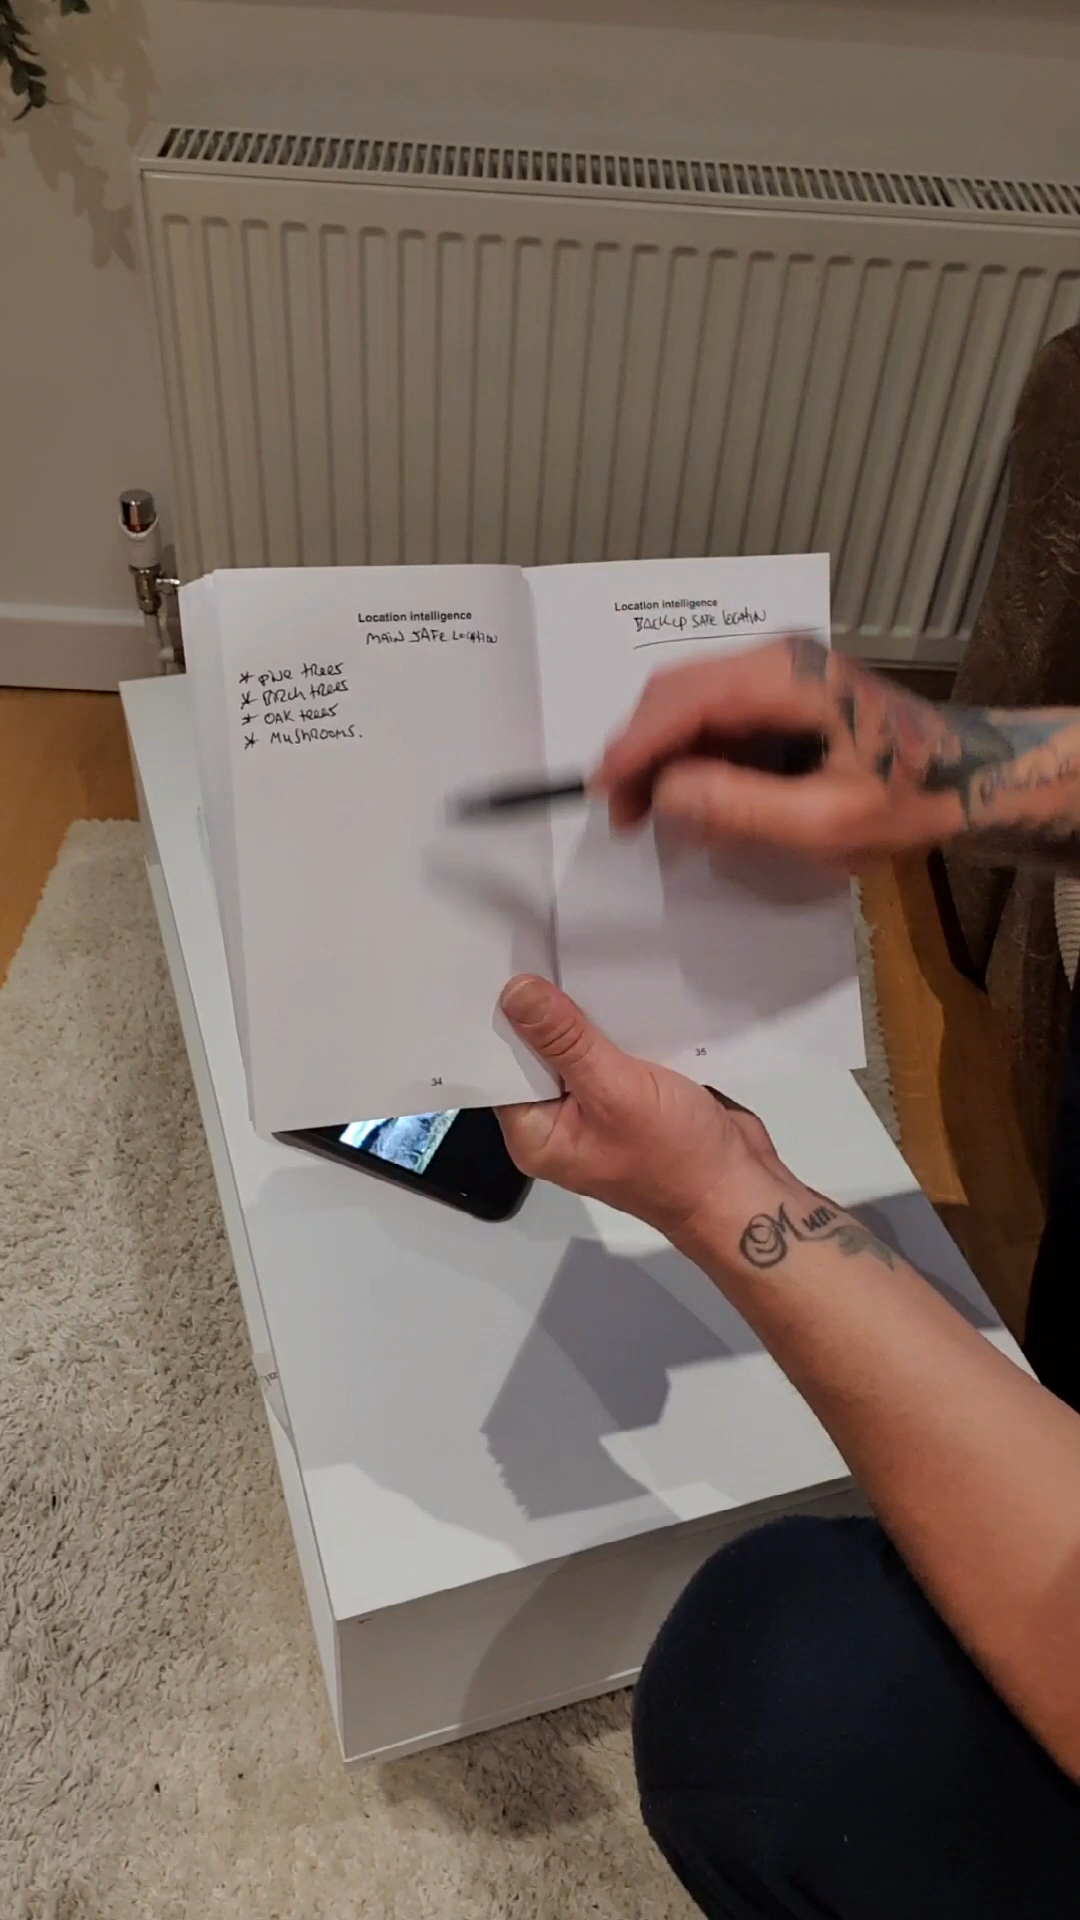 Location intelligence
MAIN SAFE LOCATION
* PINE TREES
* BIRCH TREES
* OAK TREES
* MUSHROOMS.
34
Location intelligence
BACKUP SAFE LOCATION
35
Mum